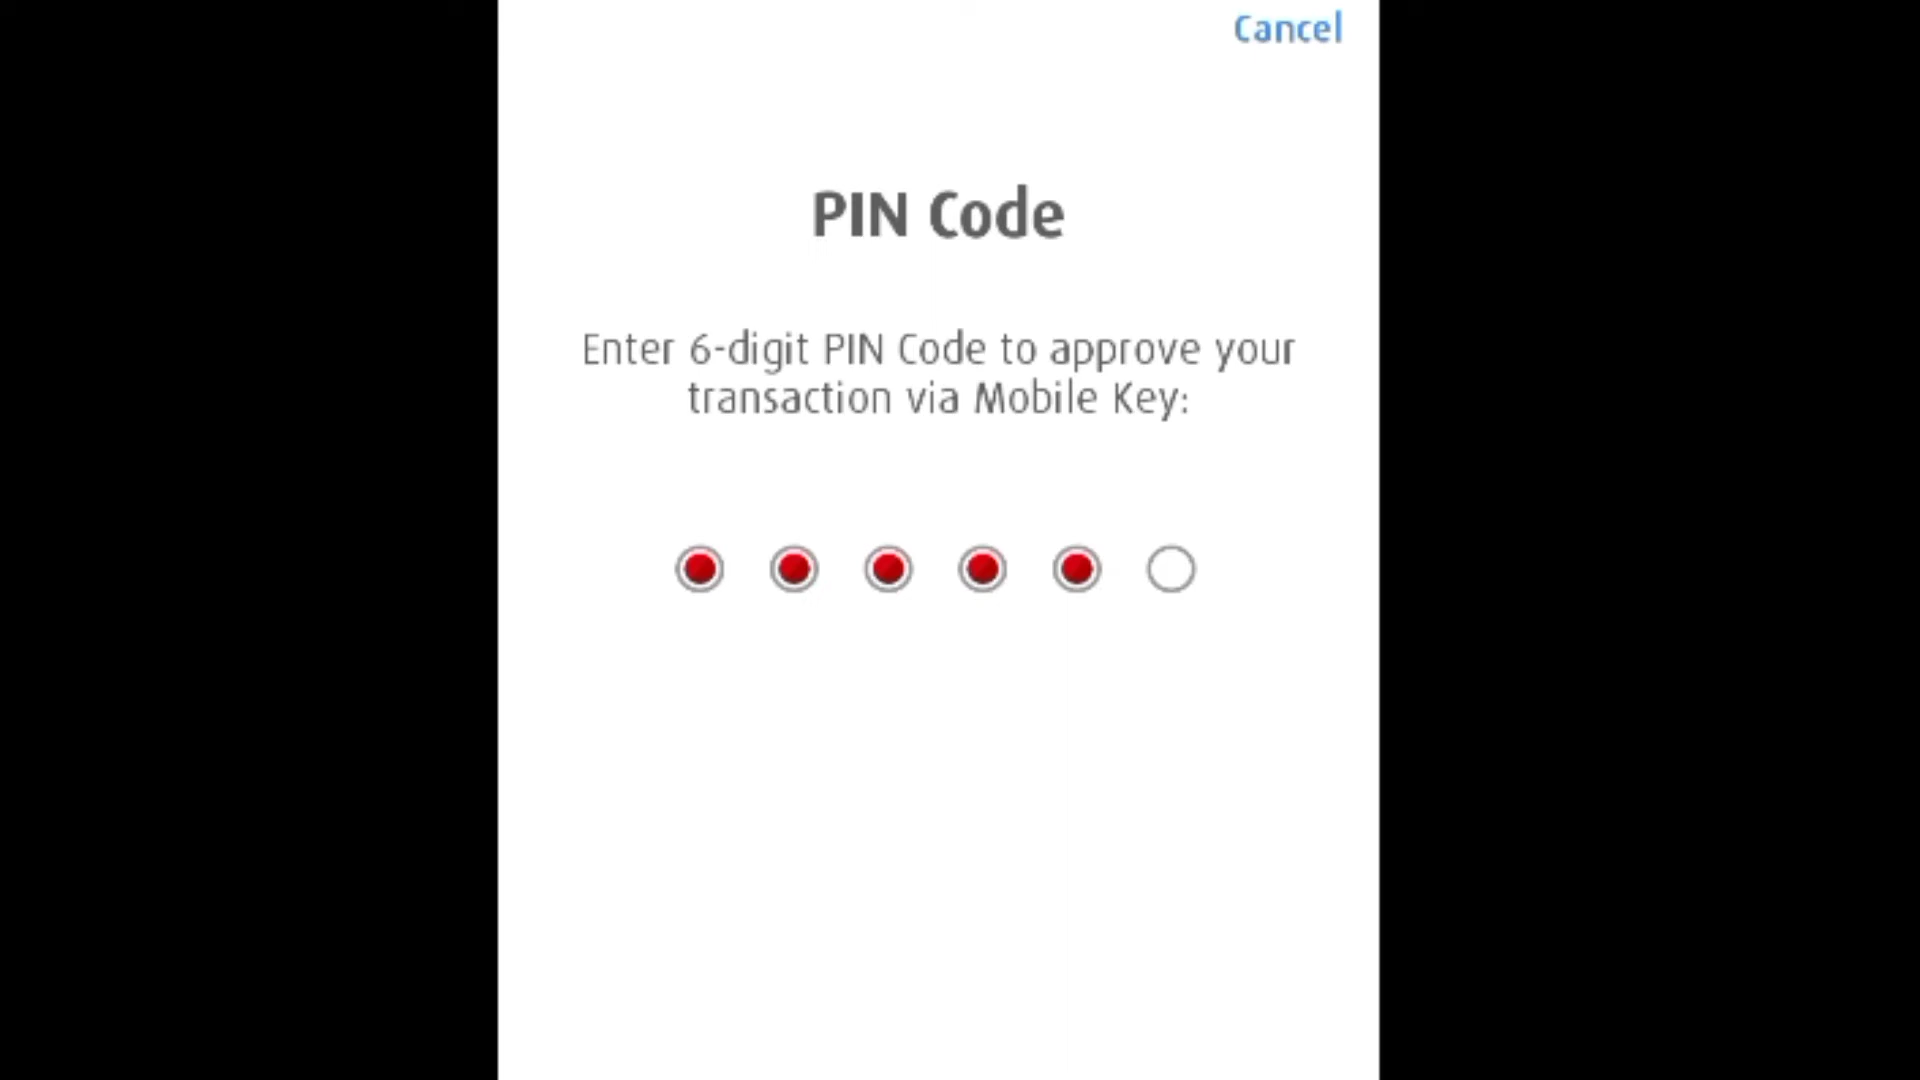 Cancel
PIN Code
Enter 6-digit PIN Code to approve your
transaction via Mobile Key: